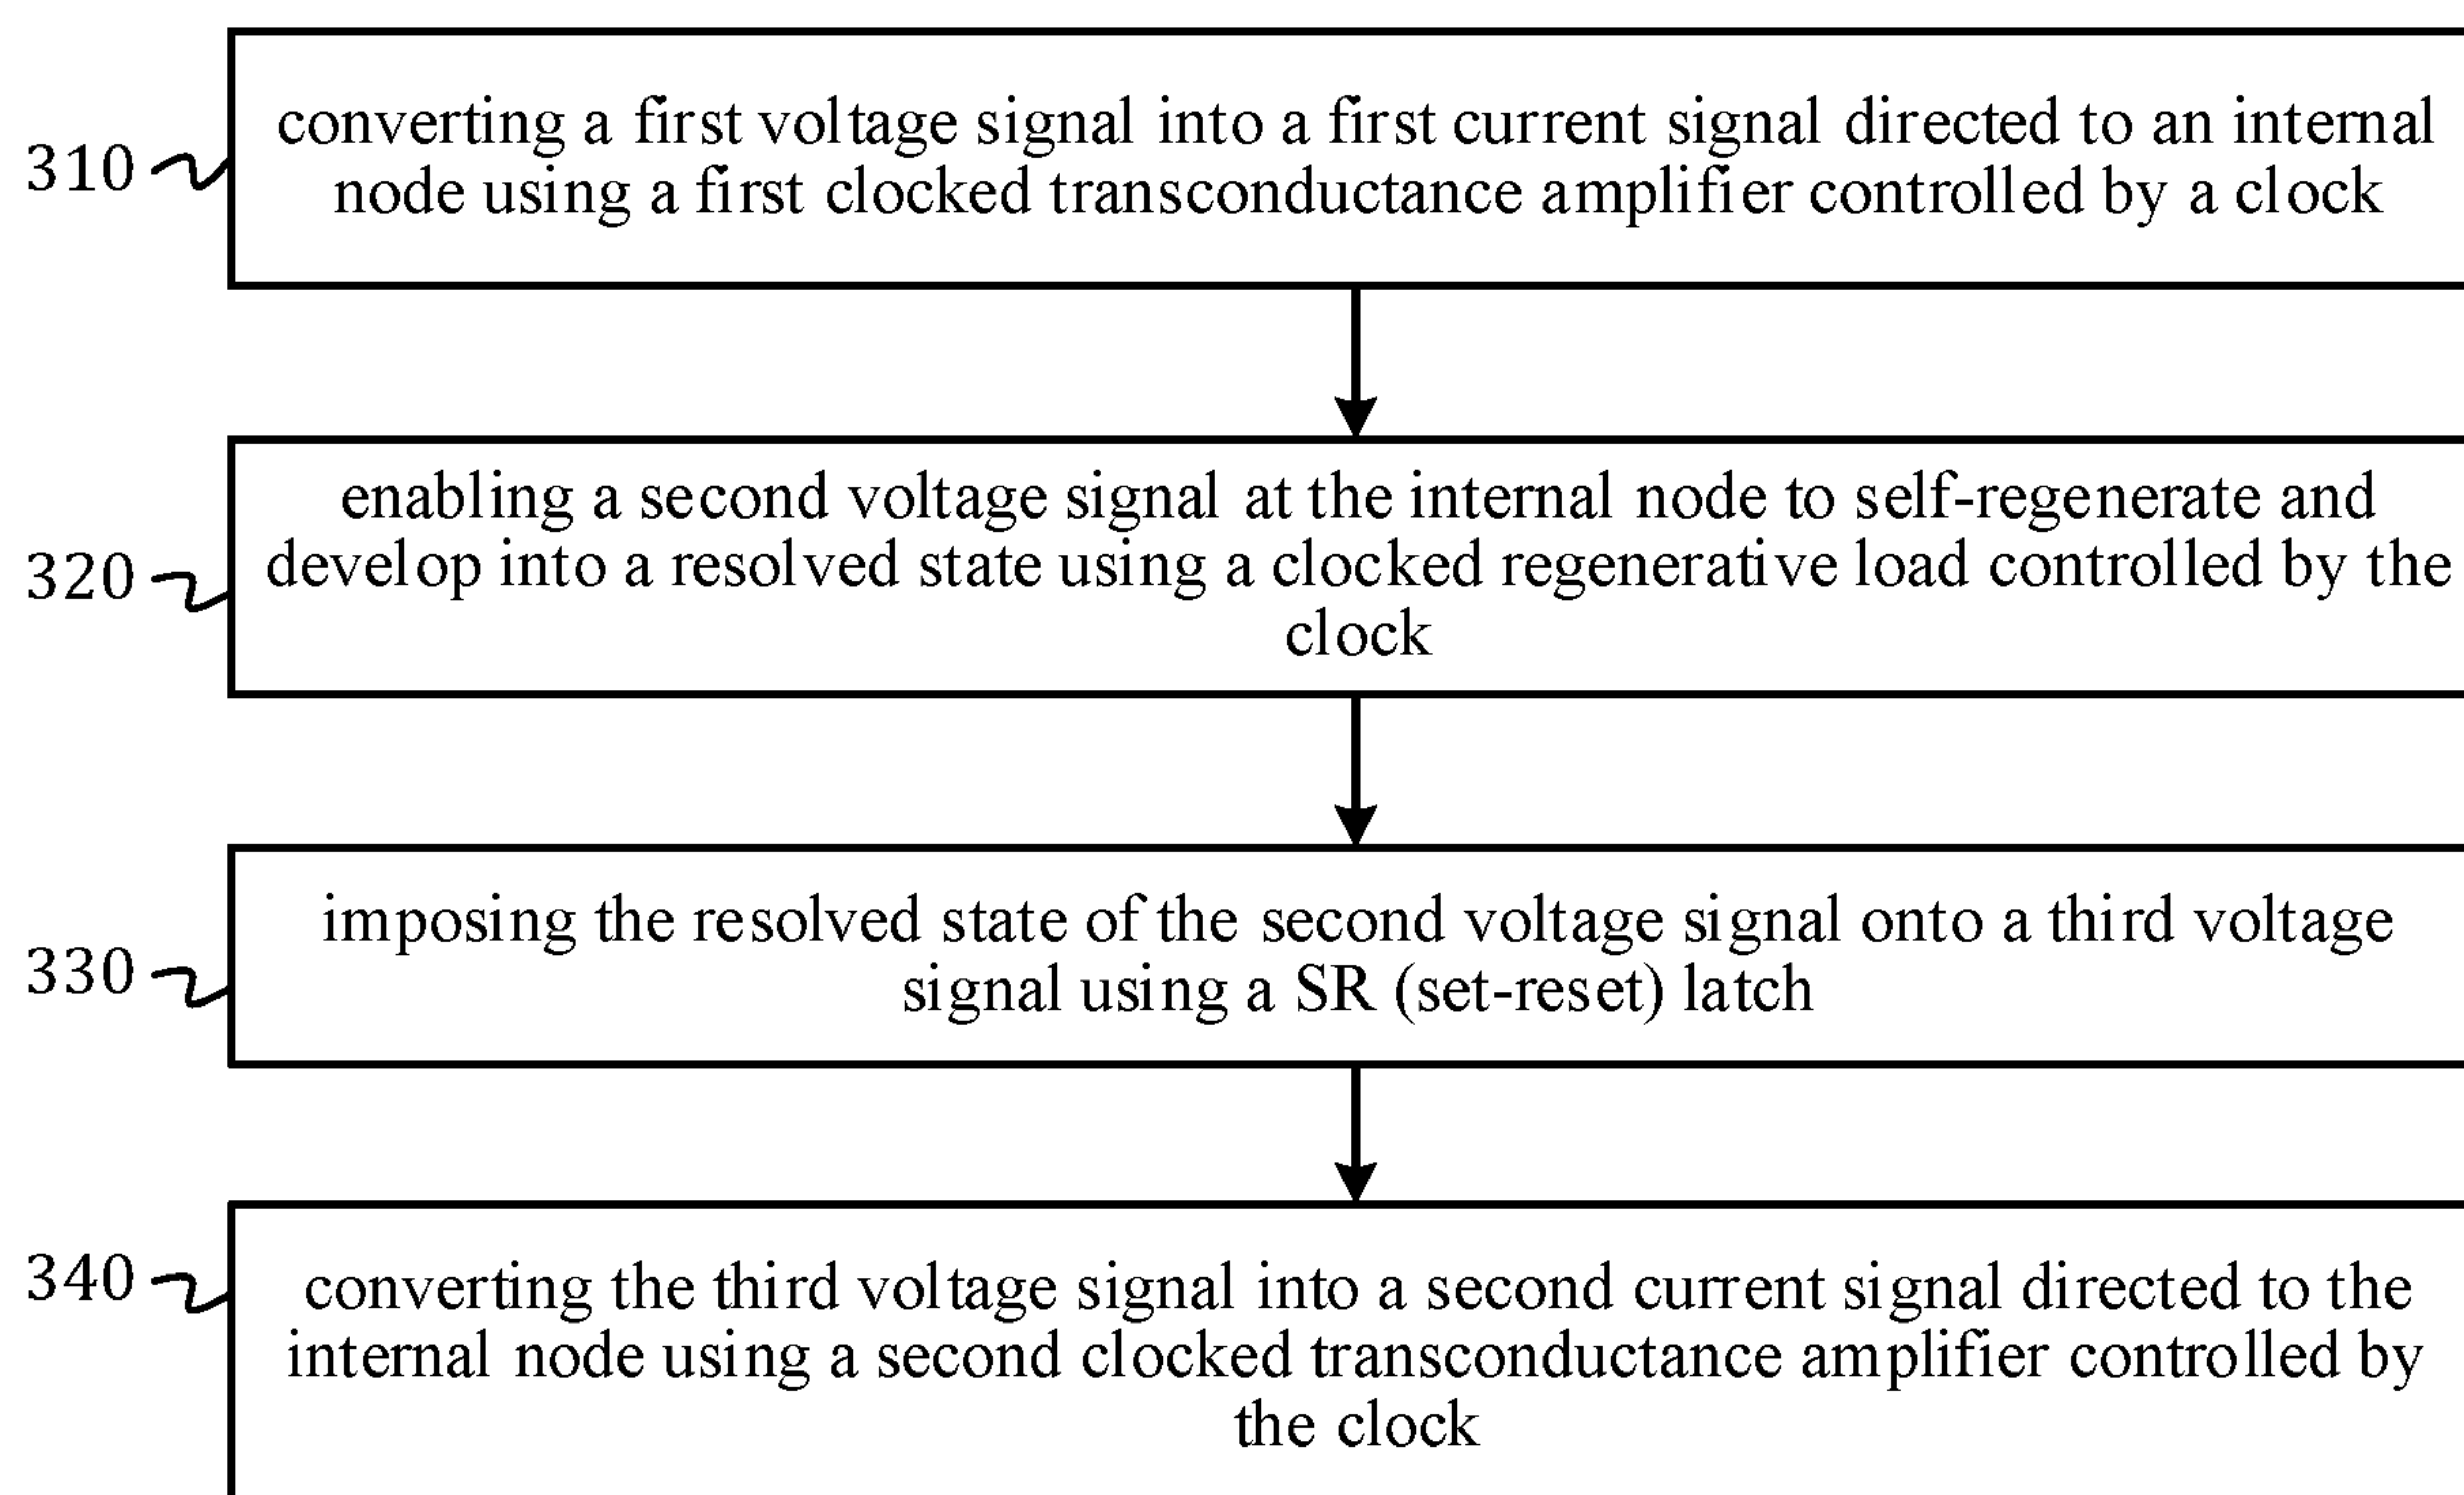 converting a first voltage signal into a first current signal directed to an internal
310
node using a first clocked transconductance amplifier controlled by a clock
enabling a second voltage signal at the internal node to self-regenerate and
320
develop into a resolved state using a clocked regenerative load controlled by the
clock
imposing the resolved state of the second voltage signal onto a third voltage
330
signal using a SR (set-reset) latch
340
converting the third voltage signal into a second current signal directed to the
internal node using a second clocked transconductance amplifier controlled by
the clock